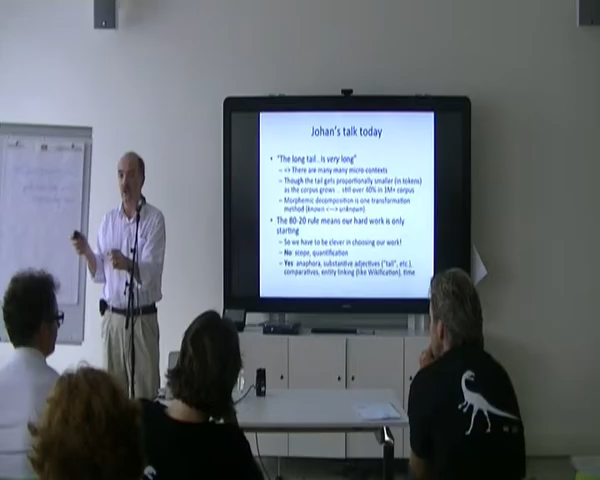 Johan's talk today
• "The long tail.. is very long"
– => There are many many micro-contexts
– Though the tail gets proportionally smaller (in tokens)
as the corpus grows .. still over 40% in 1M+ corpus
– Morphemic decomposition is one transformation
method (known <--> unknown)
• The 80-20 rule means our hard work is only
starting
– So we have to be clever in choosing our work!
– No: scope, quantification
– Yes: anaphora, substantive adjectives ("tall", etc.),
comparatives, entity linking (like Wikification), time